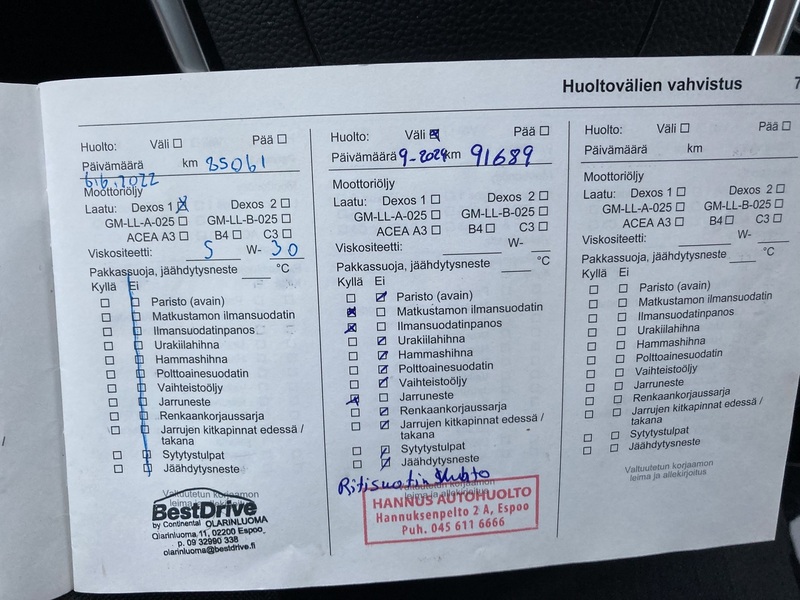 Huoltovälien vahvistus
7
Huolto: Väli Pää
Päivämäärä km 85061
6.6.2022
Moottoriöljy
Laatu: Dexos 1 Dexos 2
GM-LL-A-025 GM-LL-B-025
ACEA A3 B4 C3
Viskositeetti: 5 W- 30
Pakkassuoja, jäähdytysneste °C
Kyllä Ei
Paristo (avain)
Matkustamon ilmansuodatin
Ilmansuodatinpanos
Urakiilahihna
Hammashihna
Polttoainesuodatin
Vaihteistoöljy
Jarruneste
Renkaankorjaussarja
Jarrujen kitkapinnat edessä /
takana
Sytytystulpat
Jäähdytysneste
Valtuutetun korjaamon
leima ja allekirjoitus
BestDrive
by Continental OLARINLUOMA
Olarinluoma 11, 02200 Espoo
p. 09 32990 338
olarinluoma@bestdrive.fi
Huolto: Väli Pää
Päivämäärä 9-2024 km 91689
Moottoriöljy
Laatu: Dexos 1 Dexos 2
GM-LL-A-025 GM-LL-B-025
ACEA A3 B4 C3
Viskositeetti: W-
Pakkassuoja, jäähdytysneste °C
Kyllä Ei
Paristo (avain)
Matkustamon ilmansuodatin
Ilmansuodatinpanos
Urakiilahihna
Hammashihna
Polttoainesuodatin
Vaihteistoöljy
Jarruneste
Renkaankorjaussarja
Jarrujen kitkapinnat edessä /
takana
Sytytystulpat
Jäähdytysneste
Valtuutetun korjaamon
leima ja allekirjoitus
HANNUS AUTOHUOLTO
Hannuksenpelto 2 A, Espoo
Puh. 045 611 6666
Huolto: Väli Pää
Päivämäärä km
Moottoriöljy
Laatu: Dexos 1 Dexos 2
GM-LL-A-025 GM-LL-B-025
ACEA A3 B4 C3
Viskositeetti: W-
Pakkassuoja, jäähdytysneste °C
Kyllä Ei
Paristo (avain)
Matkustamon ilmansuodatin
Ilmansuodatinpanos
Urakiilahihna
Hammashihna
Polttoainesuodatin
Vaihteistoöljy
Jarruneste
Renkaankorjaussarja
Jarrujen kitkapinnat edessä /
takana
Sytytystulpat
Jäähdytysneste
Valtuutetun korjaamon
leima ja allekirjoitus